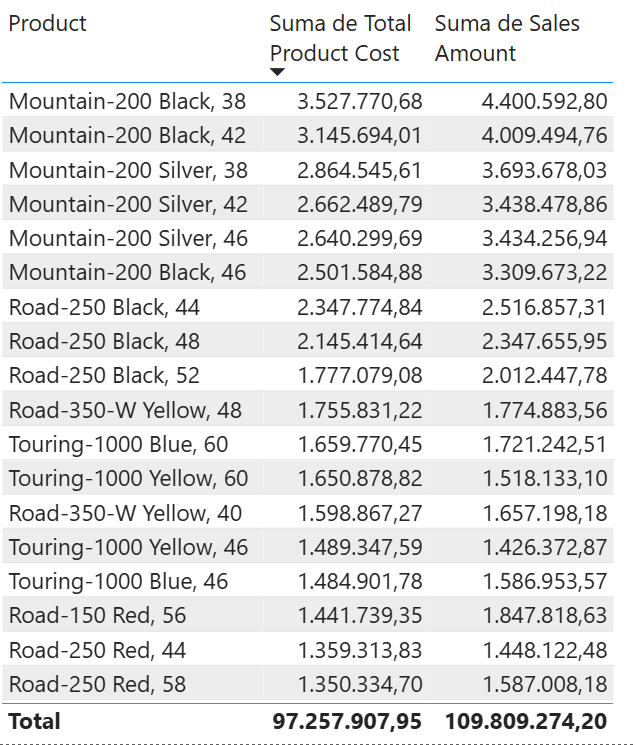 Product Suma de Total Product Cost Suma de Sales Amount
Mountain-200 Black, 38 3.527.770,68 4.400.592,80
Mountain-200 Black, 42 3.145.694,01 4.009.494,76
Mountain-200 Silver, 38 2.864.545,61 3.693.678,03
Mountain-200 Silver, 42 2.662.489,79 3.438.478,86
Mountain-200 Silver, 46 2.640.299,69 3.434.256,94
Mountain-200 Black, 46 2.501.584,88 3.309.673,22
Road-250 Black, 44 2.347.774,84 2.516.857,31
Road-250 Black, 48 2.145.414,64 2.347.655,95
Road-250 Black, 52 1.777.079,08 2.012.447,78
Road-350-W Yellow, 48 1.755.831,22 1.774.883,56
Touring-1000 Blue, 60 1.659.770,45 1.721.242,51
Touring-1000 Yellow, 60 1.650.878,82 1.518.133,10
Road-350-W Yellow, 40 1.598.867,27 1.657.198,18
Touring-1000 Yellow, 46 1.489.347,59 1.426.372,87
Touring-1000 Blue, 46 1.484.901,78 1.586.953,57
Road-150 Red, 56 1.441.739,35 1.847.818,63
Road-250 Red, 44 1.359.313,83 1.448.122,48
Road-250 Red, 58 1.350.334,70 1.587.008,18
Total 97.257.907,95 109.809.274,20